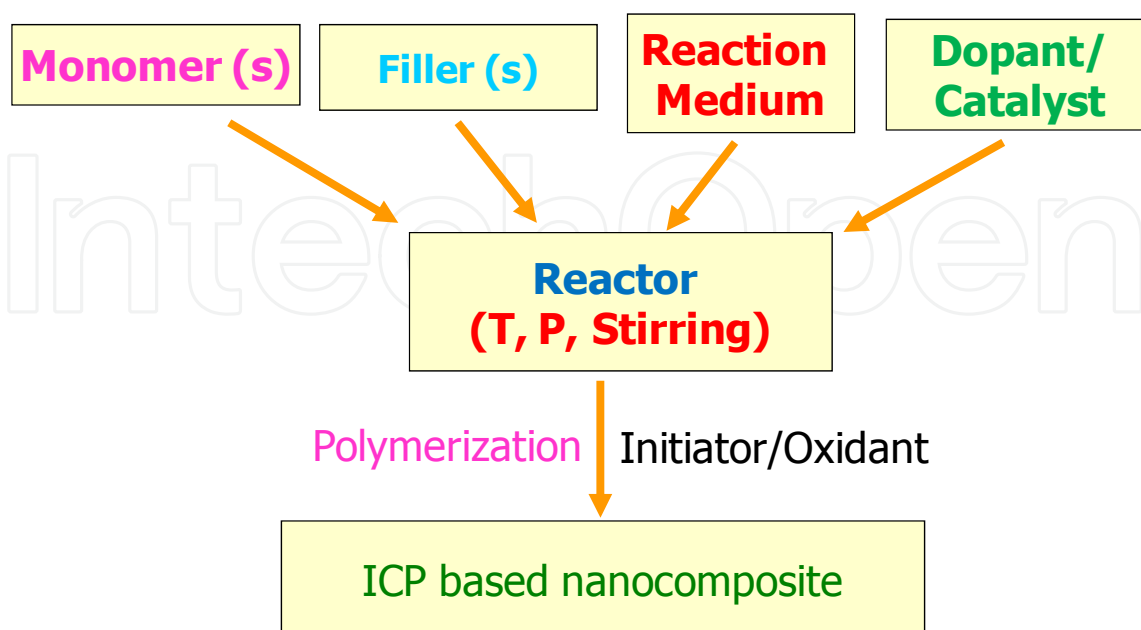 Monomer (s)
Filler (s)
Reaction
Medium
Dopant/
Catalyst
IntechOpen
Reactor
(T, P, Stirring)
Polymerization
Initiator/Oxidant
ICP based nanocomposite